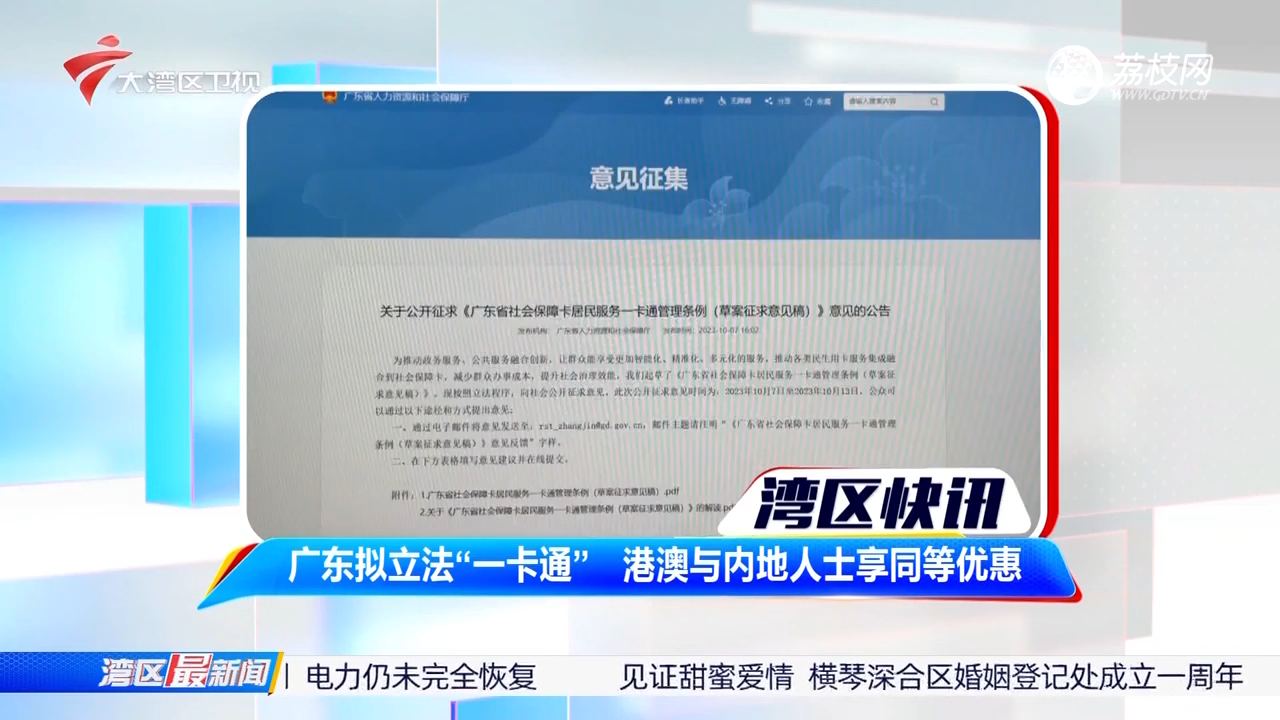 大湾区卫视
荔枝网
WWW.GDTV.CN
广东省人力资源和社会保障厅
长者助手 无障碍 分享 收藏 请输入搜索内容
意见征集
关于公开征求《广东省社会保障卡居民服务一卡通管理条例（草案征求意见稿）》意见的公告
发布机构： 广东省人力资源和社会保障厅 发布时间：2023-10-07 16:02
为推动政务服务、公共服务融合创新，让群众能享受更加智能化、精准化、多元化的服务，推动各类民生用卡服务集成融
合到社会保障卡，减少群众办事成本，提升社会治理效能，我们起草了《广东省社会保障卡居民服务一卡通管理条例（草案征
求意见稿）》。现按照立法程序，向社会公开征求意见。此次公开征求意见时间为：2023年10月7日至2023年10月13日。公众可
以通过以下途径和方式提出意见：
一、通过电子邮件将意见发送至：rst_zhangjin@gd.gov.cn，邮件主题请注明“《广东省社会保障卡居民服务一卡通管理
条例（草案征求意见稿）》意见反馈”字样。
二、在下方表格填写意见建议并在线提交。
附件：1.广东省社会保障卡居民服务一卡通管理条例（草案征求意见稿）.pdf
2.关于《广东省社会保障卡居民服务一卡通管理条例（草案征求意见稿）》的解读.pd
湾区快讯
广东拟立法“一卡通” 港澳与内地人士享同等优惠
湾区最新闻
电力仍未完全恢复 见证甜蜜爱情 横琴深合区婚姻登记处成立一周年